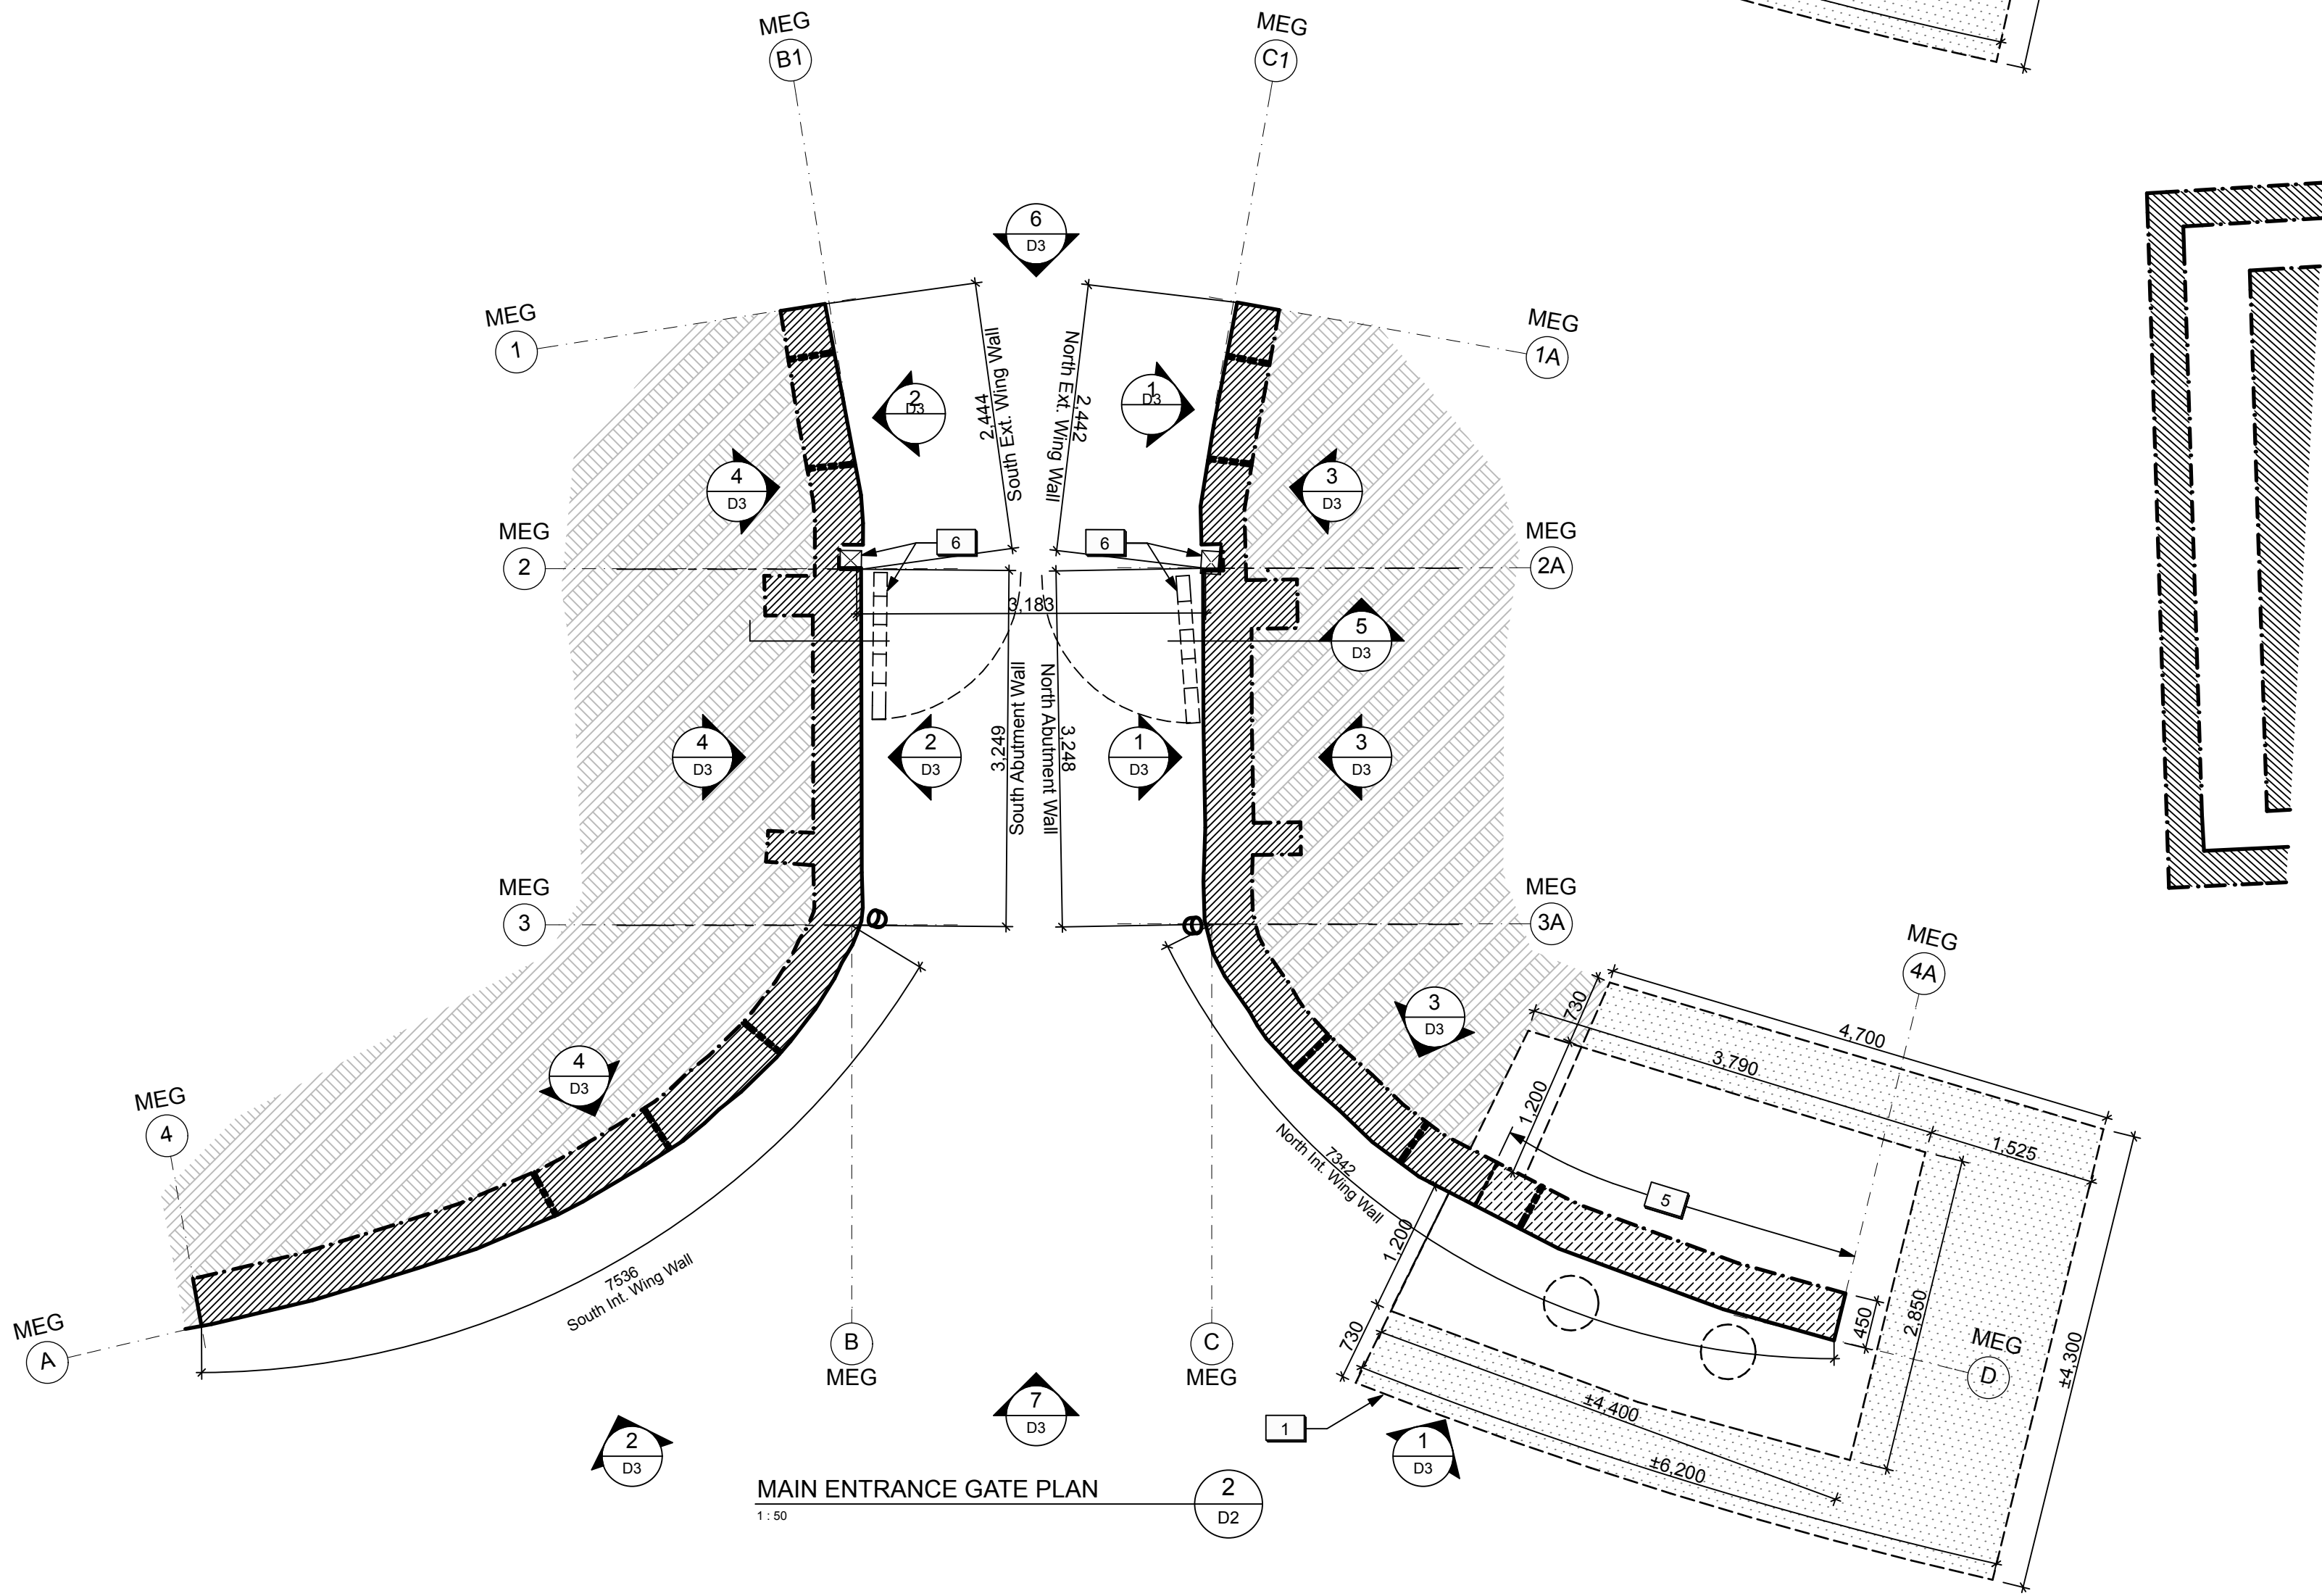 MEG
B1
MEG
C1
6
D3
MEG
1
MEG
1A
2
D3
2,444
South Ext. Wing Wall
North Ext. Wing Wall
2,442
1
D3
4
D3
3
D3
MEG
2
6
6
MEG
2A
3,183
5
D3
4
D3
2
D3
3,249
South Abutment Wall
North Abutment Wall
3,248
1
D3
3
D3
MEG
3
MEG
3A
MEG
4A
3
D3
730
4,700
3,790
1,200
1,525
4
D3
MEG
4
7342
North Int. Wing Wall
5
1,200
7536
South Int. Wing Wall
MEG
A
B
MEG
C
MEG
730
450
2,850
MEG
D
±4,300
±4,400
±6,200
1
2
D3
7
D3
1
D3
MAIN ENTRANCE GATE PLAN
1 : 50
2
D2